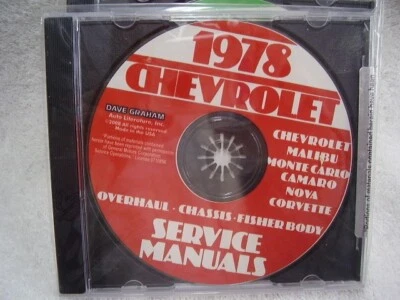 1978
CHEVROLET
DAVE GRAHAM
Auto Literature, Inc.
All rights reserved
Made in the USA
CHEVROLET
MALIBU
MONTE CARLO
CAMARO
NOVA
CORVETTE
OVERHAUL · CHASSIS · FISHER BODY
SERVICE
MANUALS